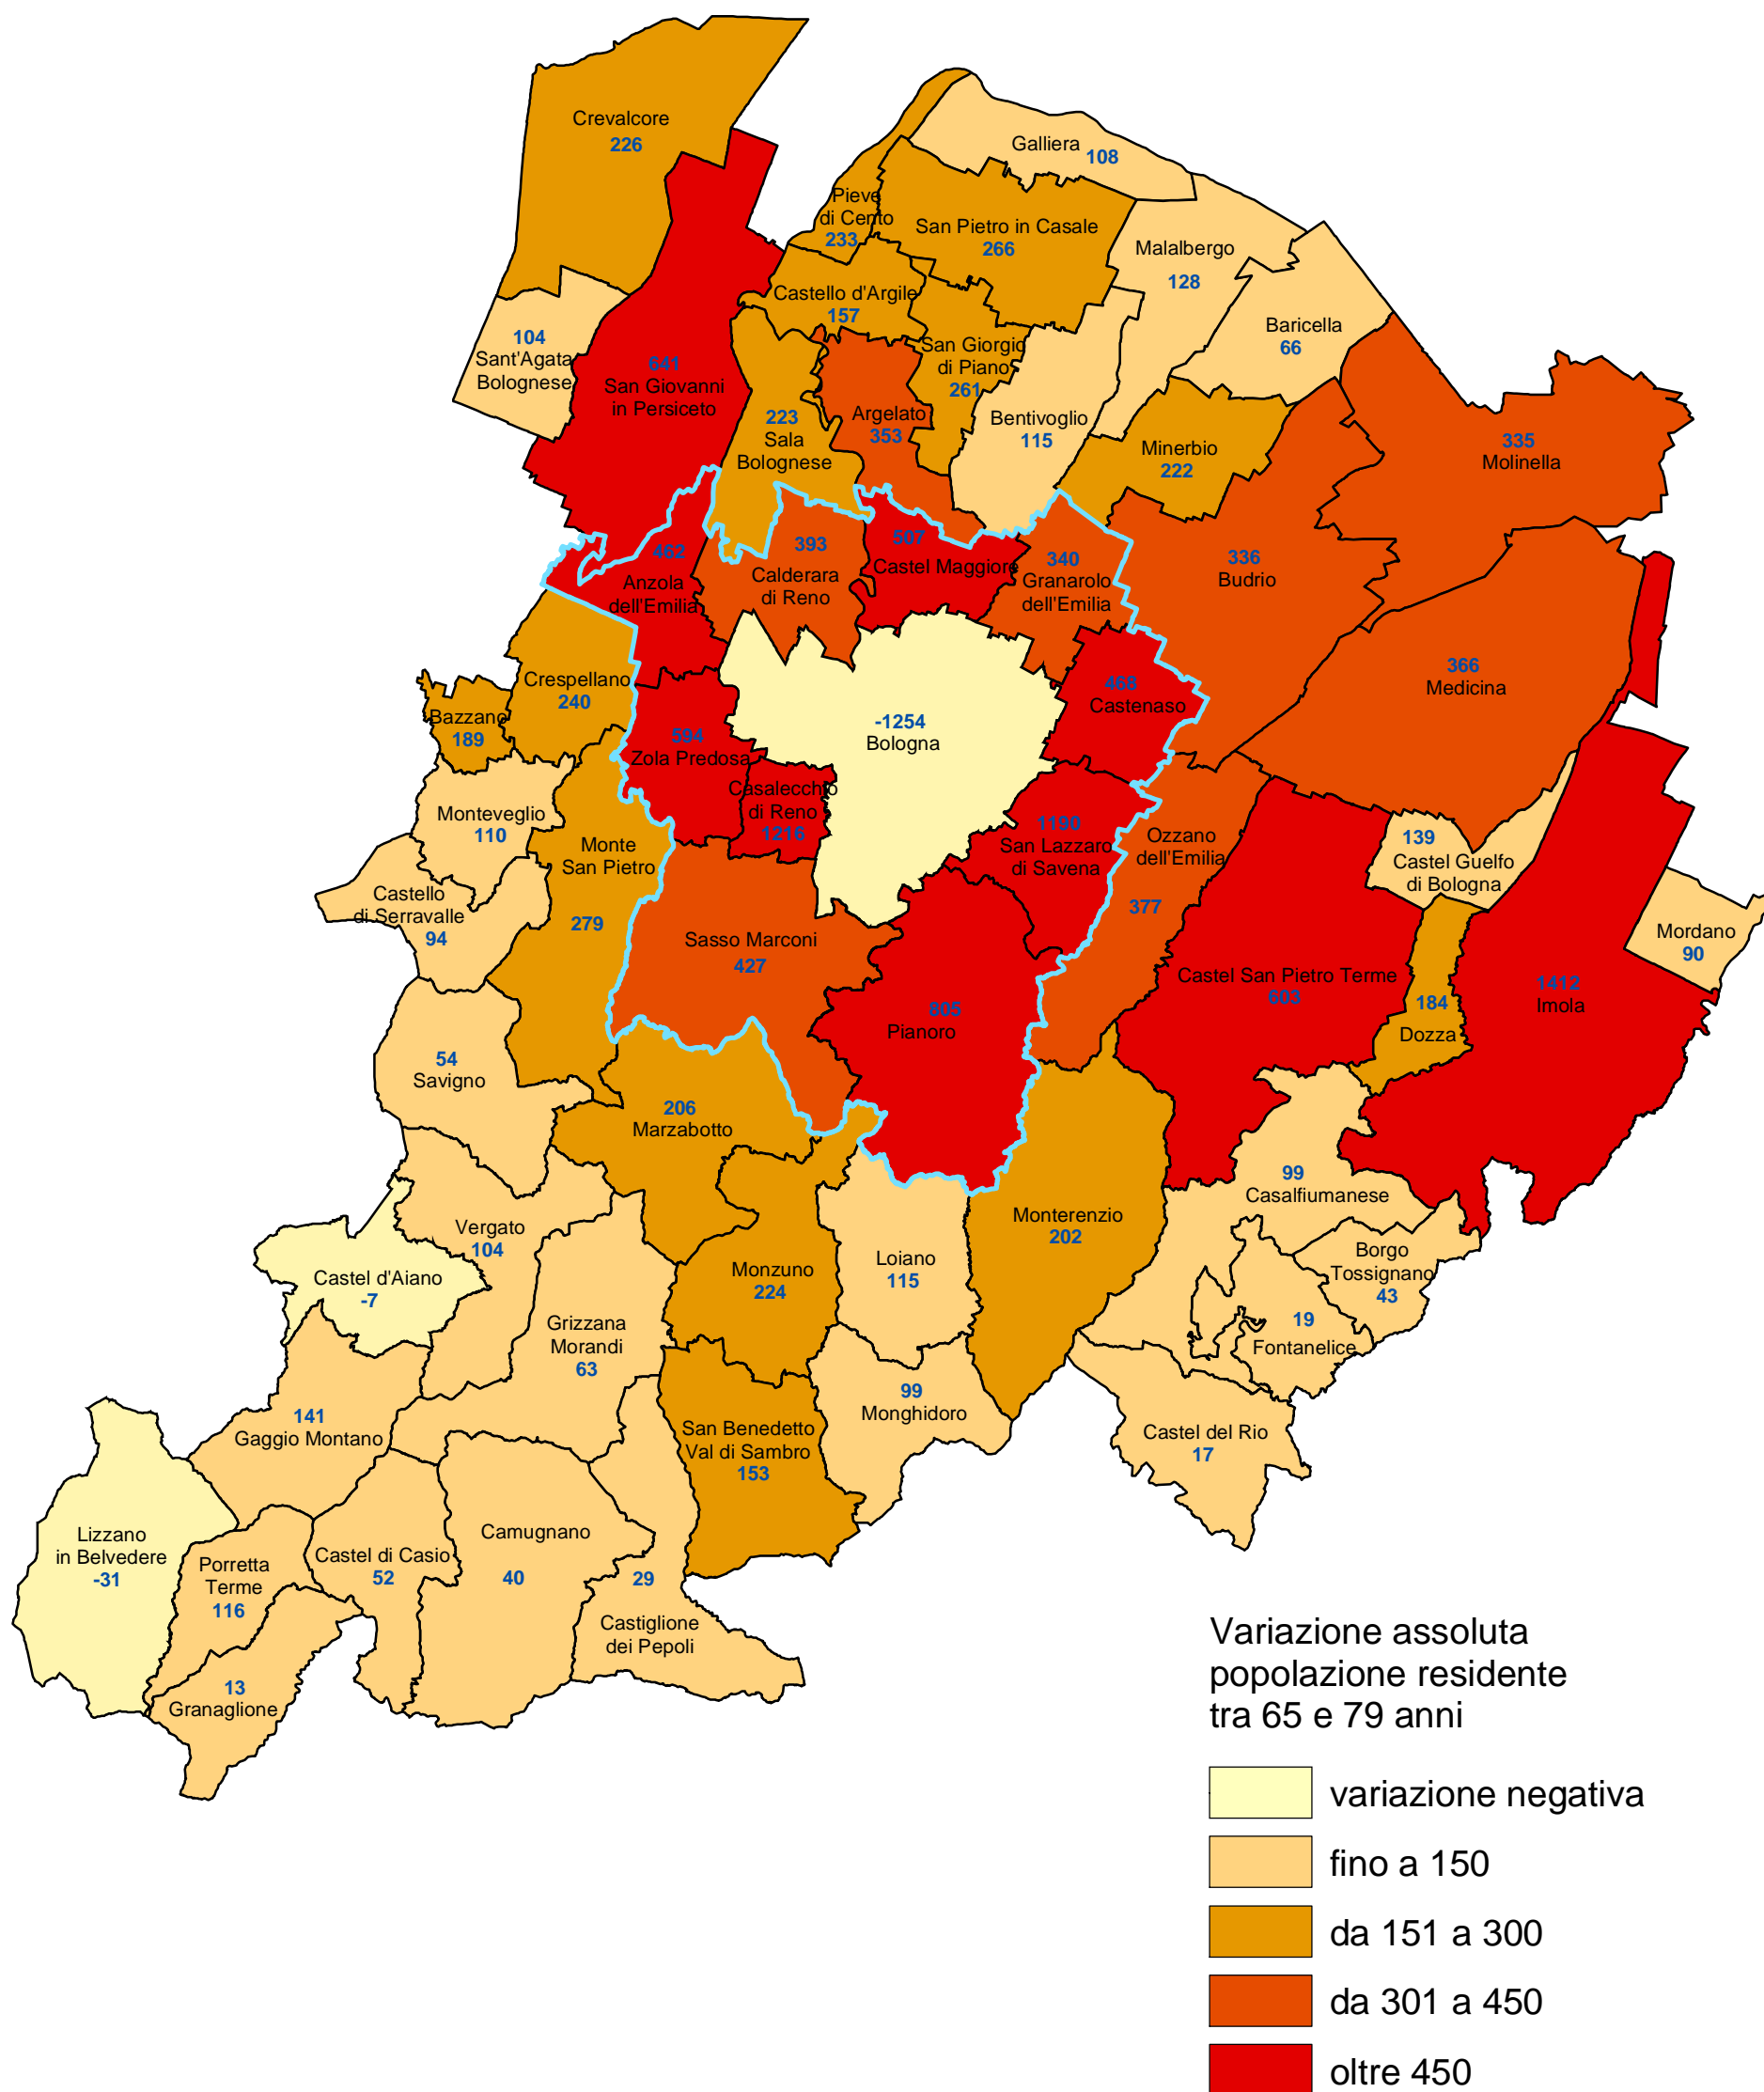 Crevalcore
226
Galliera 108
Pieve
di Cento
233
San Pietro in Casale
266
Malalbergo
128
Castello d'Argile
157
Baricella
66
104
Sant'Agata
Bolognese
641
San Giovanni
in Persiceto
San Giorgio
di Piano
261
223
Sala
Bolognese
Argelato
353
Bentivoglio
115
Minerbio
222
335
Molinella
462
Anzola
dell'Emilia
393
Calderara
di Reno
507
Castel Maggiore
340
Granarolo
dell'Emilia
336
Budrio
366
Medicina
Crespellano
240
Bazzano
189
594
Zola Predosa
-1254
Bologna
468
Castenaso
Casalecchio
di Reno
1216
Monteveglio
110
Monte
San Pietro
279
1190
San Lazzaro
di Savena
Ozzano
dell'Emilia
377
139
Castel Guelfo
di Bologna
Castello
di Serravalle
94
Sasso Marconi
427
Mordano
90
Castel San Pietro Terme
603
1412
Imola
184
Dozza
805
Pianoro
54
Savigno
206
Marzabotto
99
Casalfiumanese
Vergato
104
Monterenzio
202
Castel d'Aiano
-7
Monzuno
224
Loiano
115
Borgo
Tossignano
43
19
Fontanelice
Grizzana
Morandi
63
99
Monghidoro
141
Gaggio Montano
San Benedetto
Val di Sambro
153
Castel del Rio
17
Lizzano
in Belvedere
-31
Porretta
Terme
116
Castel di Casio
52
Camugnano
40
29
Castiglione
dei Pepoli
13
Granaglione
Variazione assoluta
popolazione residente
tra 65 e 79 anni
variazione negativa
fino a 150
da 151 a 300
da 301 a 450
oltre 450